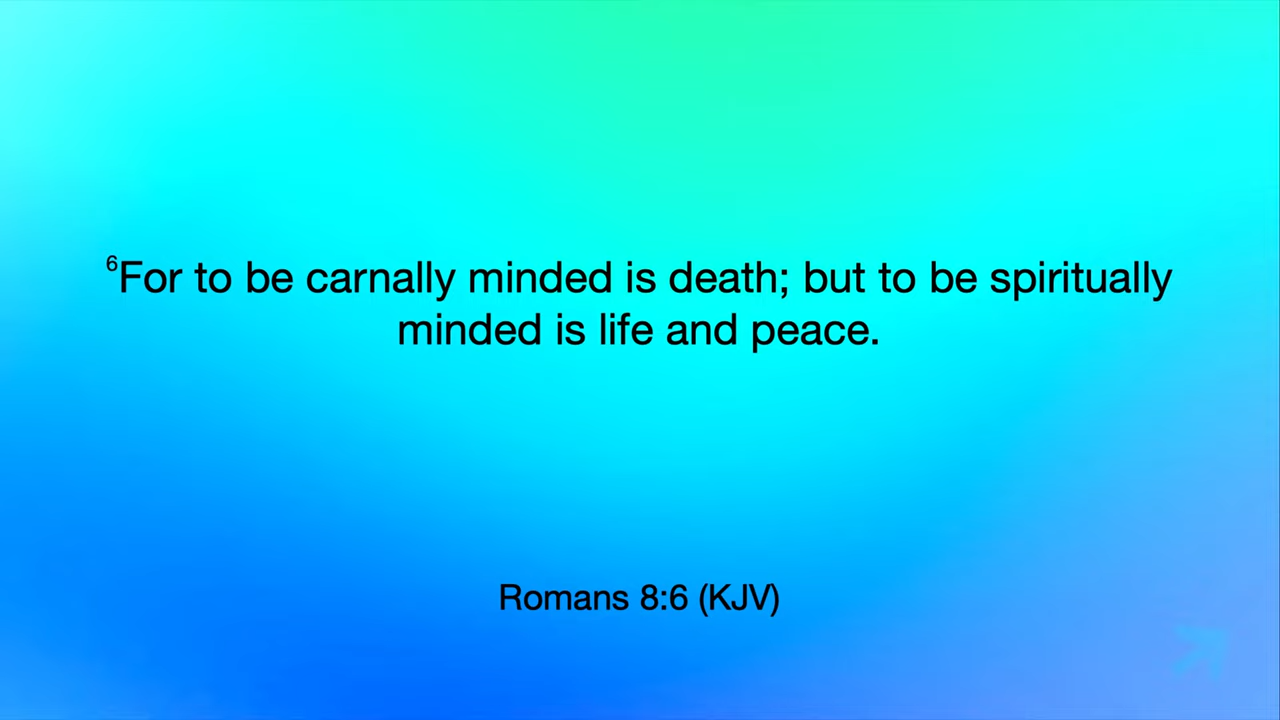 ⁶For to be carnally minded is death; but to be spiritually
minded is life and peace.
Romans 8:6 (KJV)